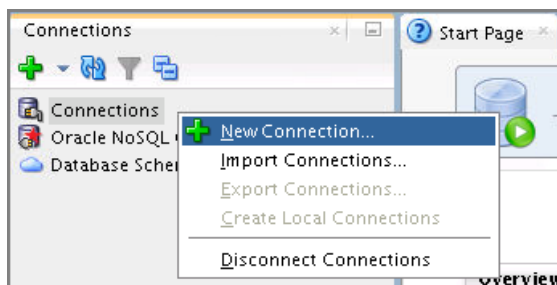 Connections
Start Page
Connections
Oracle NoSQL
Database Scher
New Connection...
Import Connections...
Export Connections...
Create Local Connections
Disconnect Connections
Overview